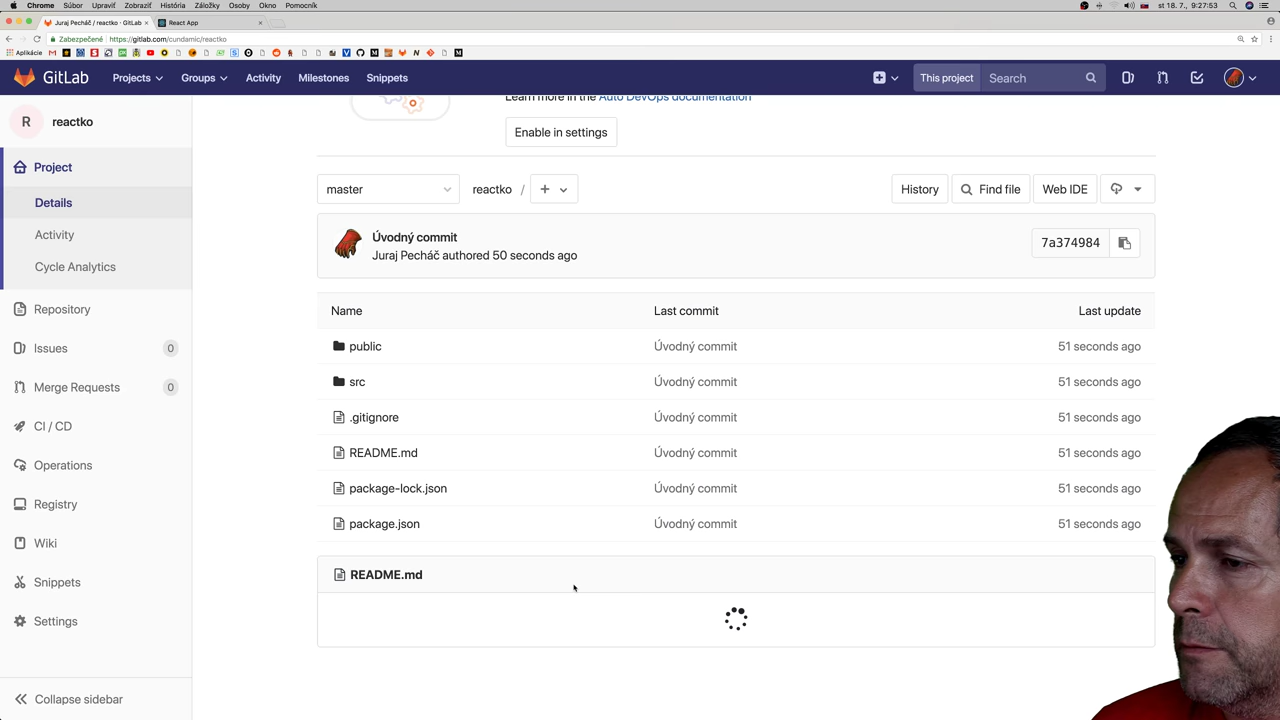 Chrome Súbor Upraviť Zobraziť História Záložky Osoby Okno Pomocník st 18. 7., 9:27:53
Juraj Pecháč / reactko · GitLab × React App ×
Zabezpečené https://gitlab.com/cundamic/reactko
Aplikácie
GitLab Projects Groups Activity Milestones Snippets This project Search
R reactko
Learn more in the Auto DevOps documentation
Enable in settings
Project
Details
Activity
Cycle Analytics
Repository
Issues 0
Merge Requests 0
CI / CD
Operations
Registry
Wiki
Snippets
Settings
Collapse sidebar
master reactko / + History Find file Web IDE
Úvodný commit
Juraj Pecháč authored 50 seconds ago
7a374984
Name Last commit Last update
public Úvodný commit 51 seconds ago
src Úvodný commit 51 seconds ago
.gitignore Úvodný commit 51 seconds ago
README.md Úvodný commit 51 seconds ago
package-lock.json Úvodný commit 51 seconds ago
package.json Úvodný commit 51 seconds ago
README.md